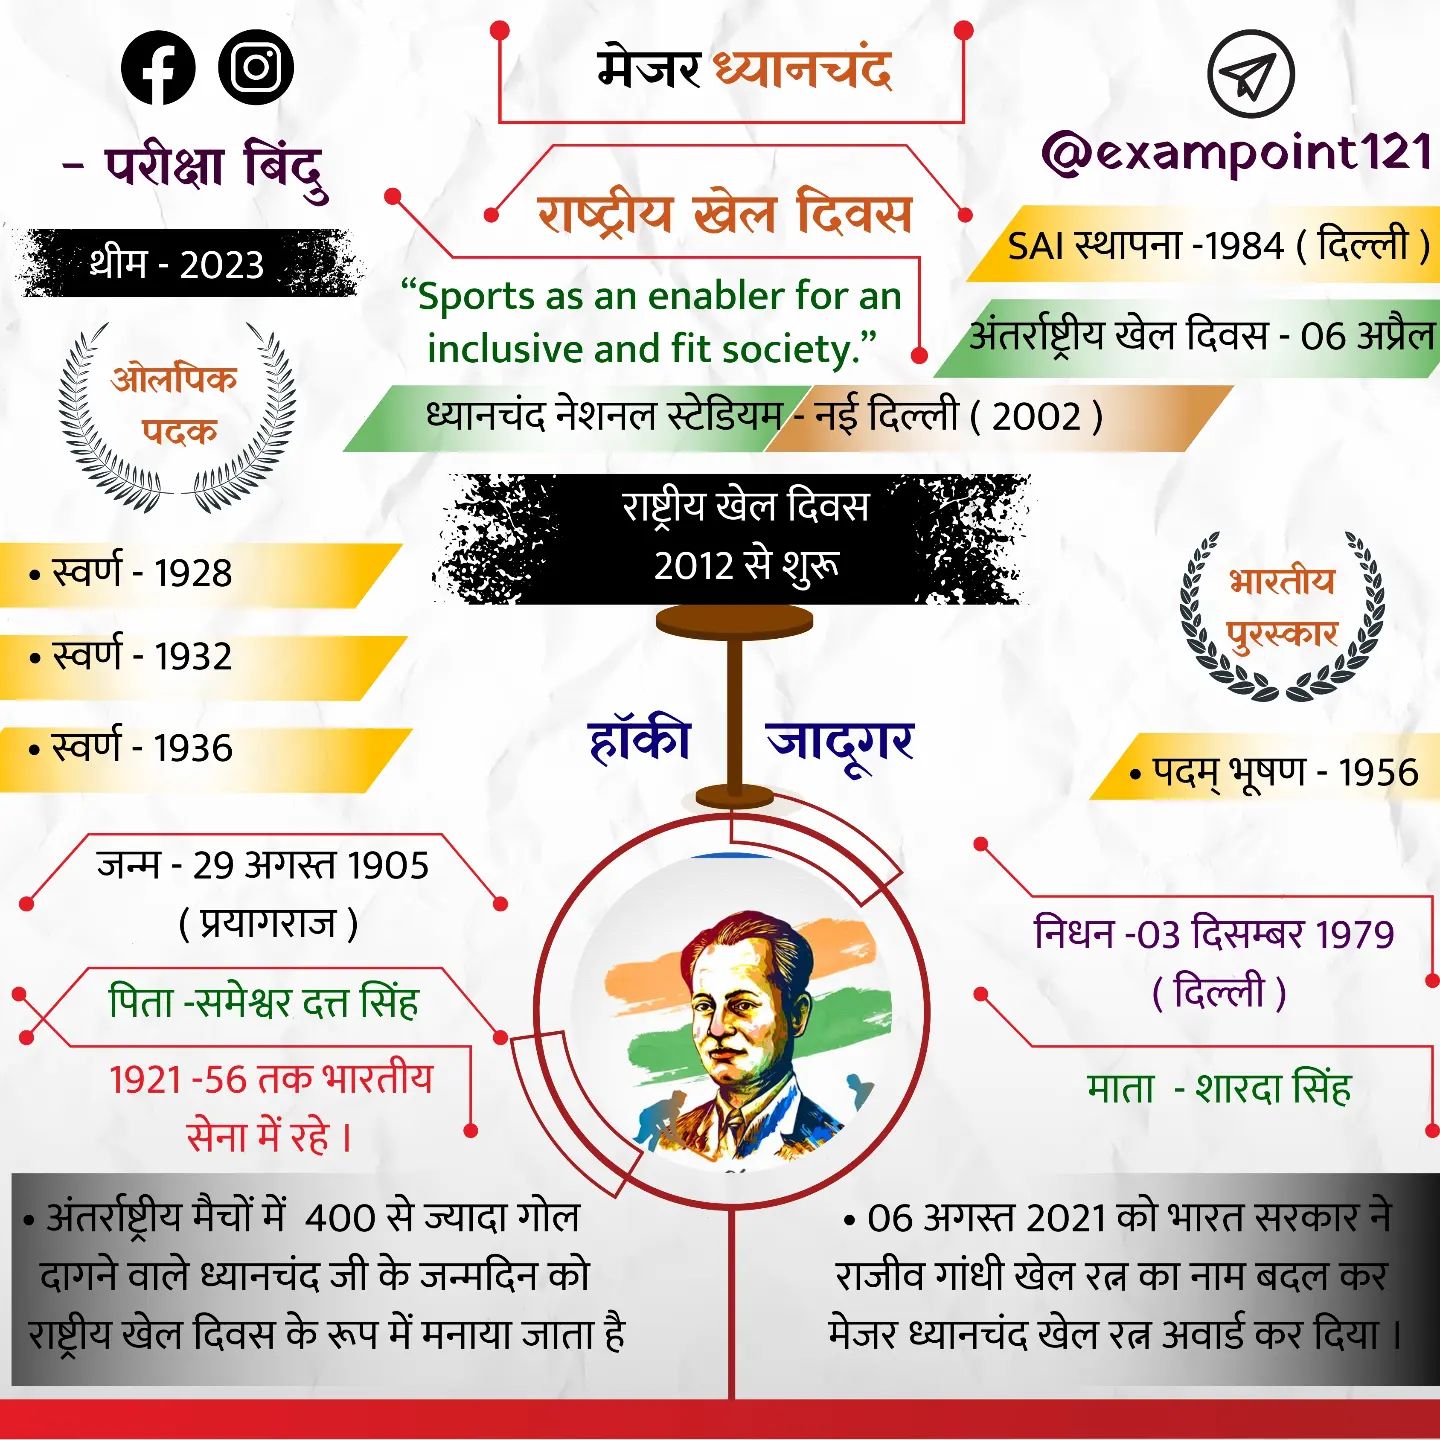 मेजर ध्यानचंद
- परीक्षा बिंदु
@exampoint121
राष्ट्रीय खेल दिवस
थ़ीम - 2023
“Sports as an enabler for an
inclusive and fit society.”
SAI स्थापना -1984 ( दिल्ली )
अंतर्राष्ट्रीय खेल दिवस - 06 अप्रैल
ध्यानचंद नेशनल स्टेडियम - नई दिल्ली ( 2002 )
ओलपिक
पदक
राष्ट्रीय खेल दिवस
2012 से शुरू
• स्वर्ण - 1928
• स्वर्ण - 1932
• स्वर्ण - 1936
भारतीय
पुरस्कार
• पदम् भूषण - 1956
हॉकी जादूगर
जन्म - 29 अगस्त 1905
( प्रयागराज )
पिता -समेश्वर दत्त सिंह
1921 -56 तक भारतीय
सेना में रहे ।
निधन -03 दिसम्बर 1979
( दिल्ली )
माता - शारदा सिंह
• अंतर्राष्ट्रीय मैचों में 400 से ज्यादा गोल
दागने वाले ध्यानचंद जी के जन्मदिन को
राष्ट्रीय खेल दिवस के रूप में मनाया जाता है
• 06 अगस्त 2021 को भारत सरकार ने
राजीव गांधी खेल रत्न का नाम बदल कर
मेजर ध्यानचंद खेल रत्न अवार्ड कर दिया ।